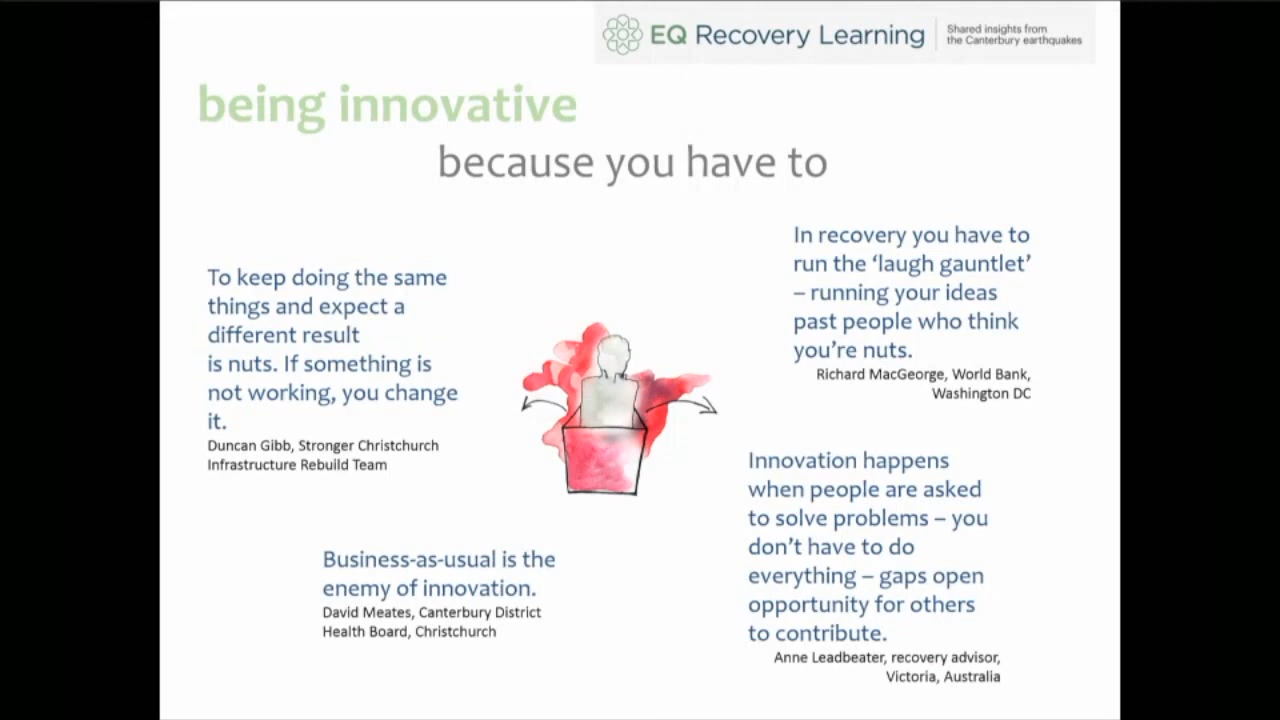 EQ Recovery Learning
Shared insights from
the Canterbury earthquakes
being innovative
because you have to
To keep doing the same
things and expect a
different result
is nuts. If something is
not working, you change
it.
Duncan Gibb, Stronger Christchurch
Infrastructure Rebuild Team
In recovery you have to
run the ‘laugh gauntlet’
– running your ideas
past people who think
you’re nuts.
Richard MacGeorge, World Bank,
Washington DC
Business-as-usual is the
enemy of innovation.
David Meates, Canterbury District
Health Board, Christchurch
Innovation happens
when people are asked
to solve problems – you
don’t have to do
everything – gaps open
opportunity for others
to contribute.
Anne Leadbeater, recovery advisor,
Victoria, Australia